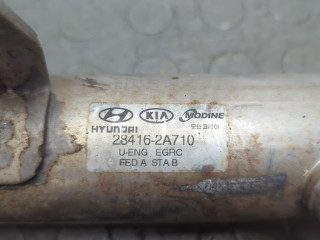 KIA MODINE
HYUNDAI
28416-2A710
U-ENG EGRC
FED A STA B